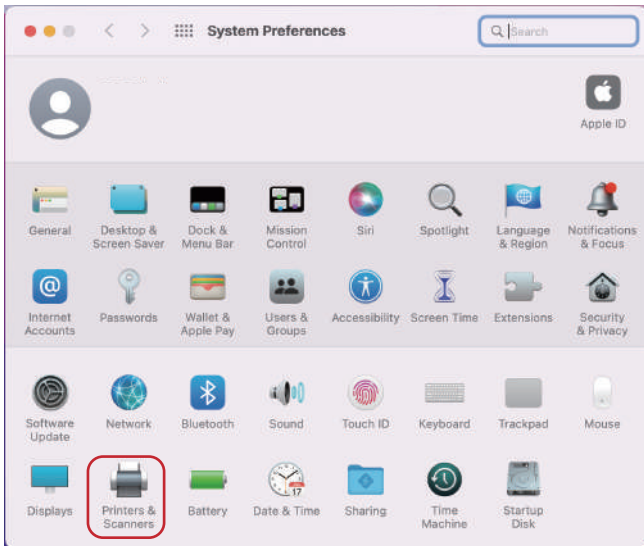 System Preferences
Search
Apple ID
General
Desktop &
Screen Saver
Dock &
Menu Bar
Mission
Control
Siri
Spotlight
Language
& Region
Notifications
& Focus
Internet
Accounts
Passwords
Wallet &
Apple Pay
Users &
Groups
Accessibility
Screen Time
Extensions
Security
& Privacy
Software
Update
Network
Bluetooth
Sound
Touch ID
Keyboard
Trackpad
Mouse
Displays
Printers &
Scanners
Battery
Date & Time
17
Sharing
Time
Machine
Startup
Disk